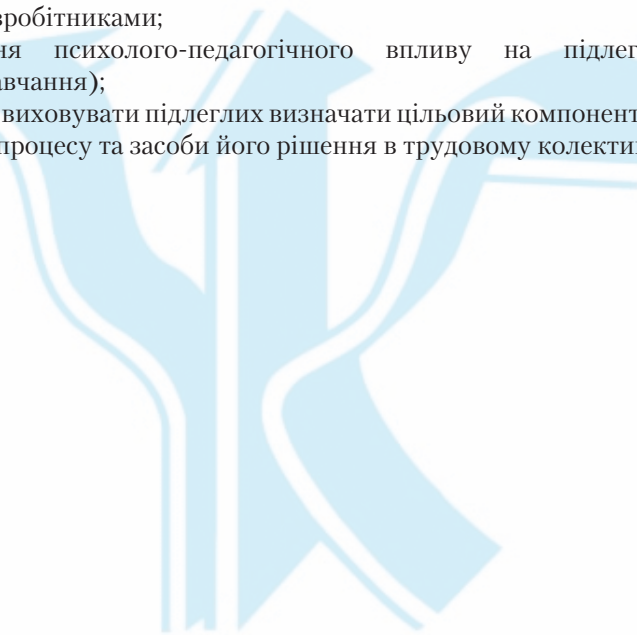 зробітниками;
ня психолого-педагогічного впливу на підлег
авчання);
виховувати підлеглих визначати цільовий компонент
процесу та засоби його рішення в трудовому колекти